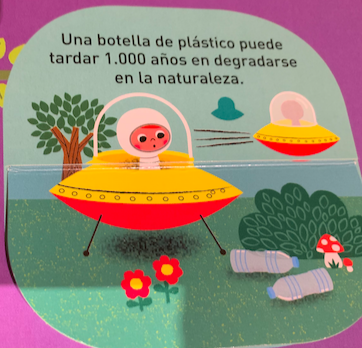 Una botella de plástico puede
tardar 1.000 años en degradarse
en la naturaleza.